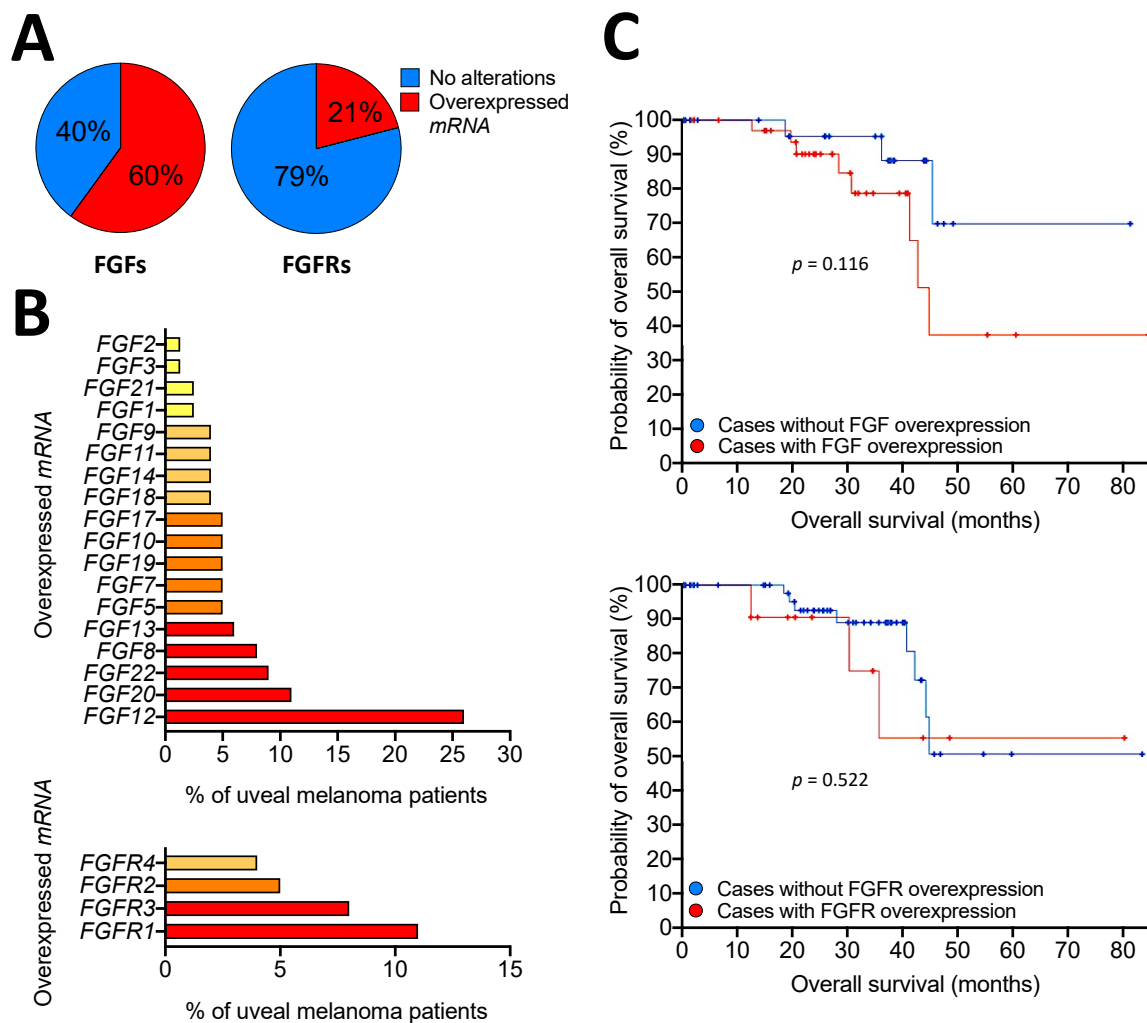 A
40%
60%
FGFs
21%
79%
FGFRs
No alterations
Overexpressed
mRNA
B
Overexpressed mRNA
FGF2
FGF3
FGF21
FGF1
FGF9
FGF11
FGF14
FGF18
FGF17
FGF10
FGF19
FGF7
FGF5
FGF13
FGF8
FGF22
FGF20
FGF12
0 5 10 15 20 25 30
% of uveal melanoma patients
Overexpressed mRNA
FGFR4
FGFR2
FGFR3
FGFR1
0 5 10 15
% of uveal melanoma patients
C
Probability of overall survival (%)
100
90
80
70
60
50
40
30
20
10
0
p = 0.116
Cases without FGF overexpression
Cases with FGF overexpression
0 10 20 30 40 50 60 70 80
Overall survival (months)
Probability of overall survival (%)
100
90
80
70
60
50
40
30
20
10
0
p = 0.522
Cases without FGFR overexpression
Cases with FGFR overexpression
0 10 20 30 40 50 60 70 80
Overall survival (months)